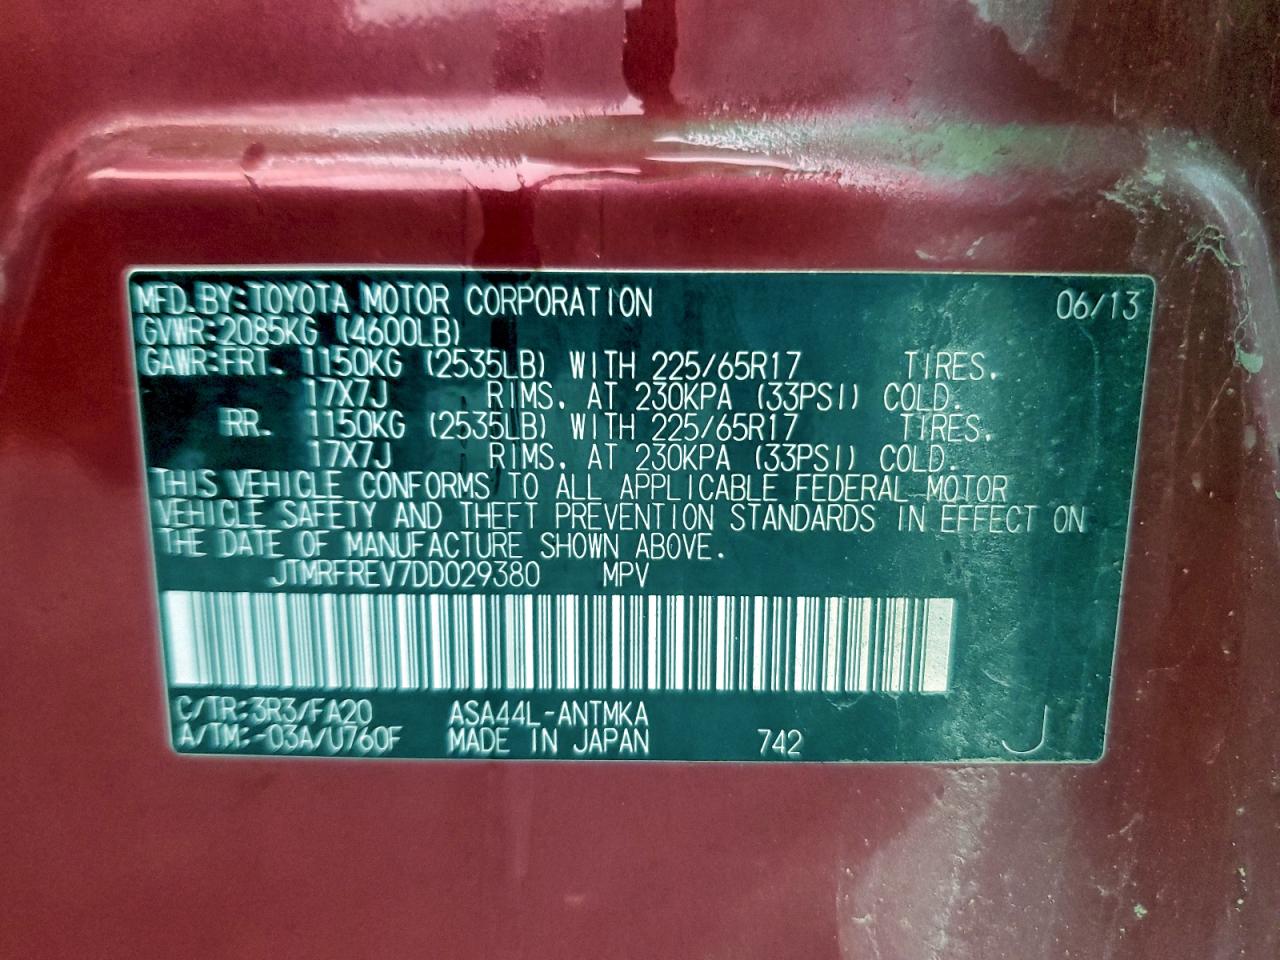 MFD.BY:TOYOTA MOTOR CORPORATION 06/13
GVWR:2085KG (4600LB)
GAWR:FRT. 1150KG (2535LB) WITH 225/65R17 TIRES,
17X7J RIMS, AT 230KPA (33PSI) COLD.
RR. 1150KG (2535LB) WITH 225/65R17 TIRES,
17X7J RIMS, AT 230KPA (33PSI) COLD.
THIS VEHICLE CONFORMS TO ALL APPLICABLE FEDERAL MOTOR
VEHICLE SAFETY AND THEFT PREVENTION STANDARDS IN EFFECT ON
THE DATE OF MANUFACTURE SHOWN ABOVE.
JTMRFREV7DD029380 MPV
C/TR:3R3/FA20 ASA44L-ANTMKA
A/TM:-03A/U760F MADE IN JAPAN 742 J